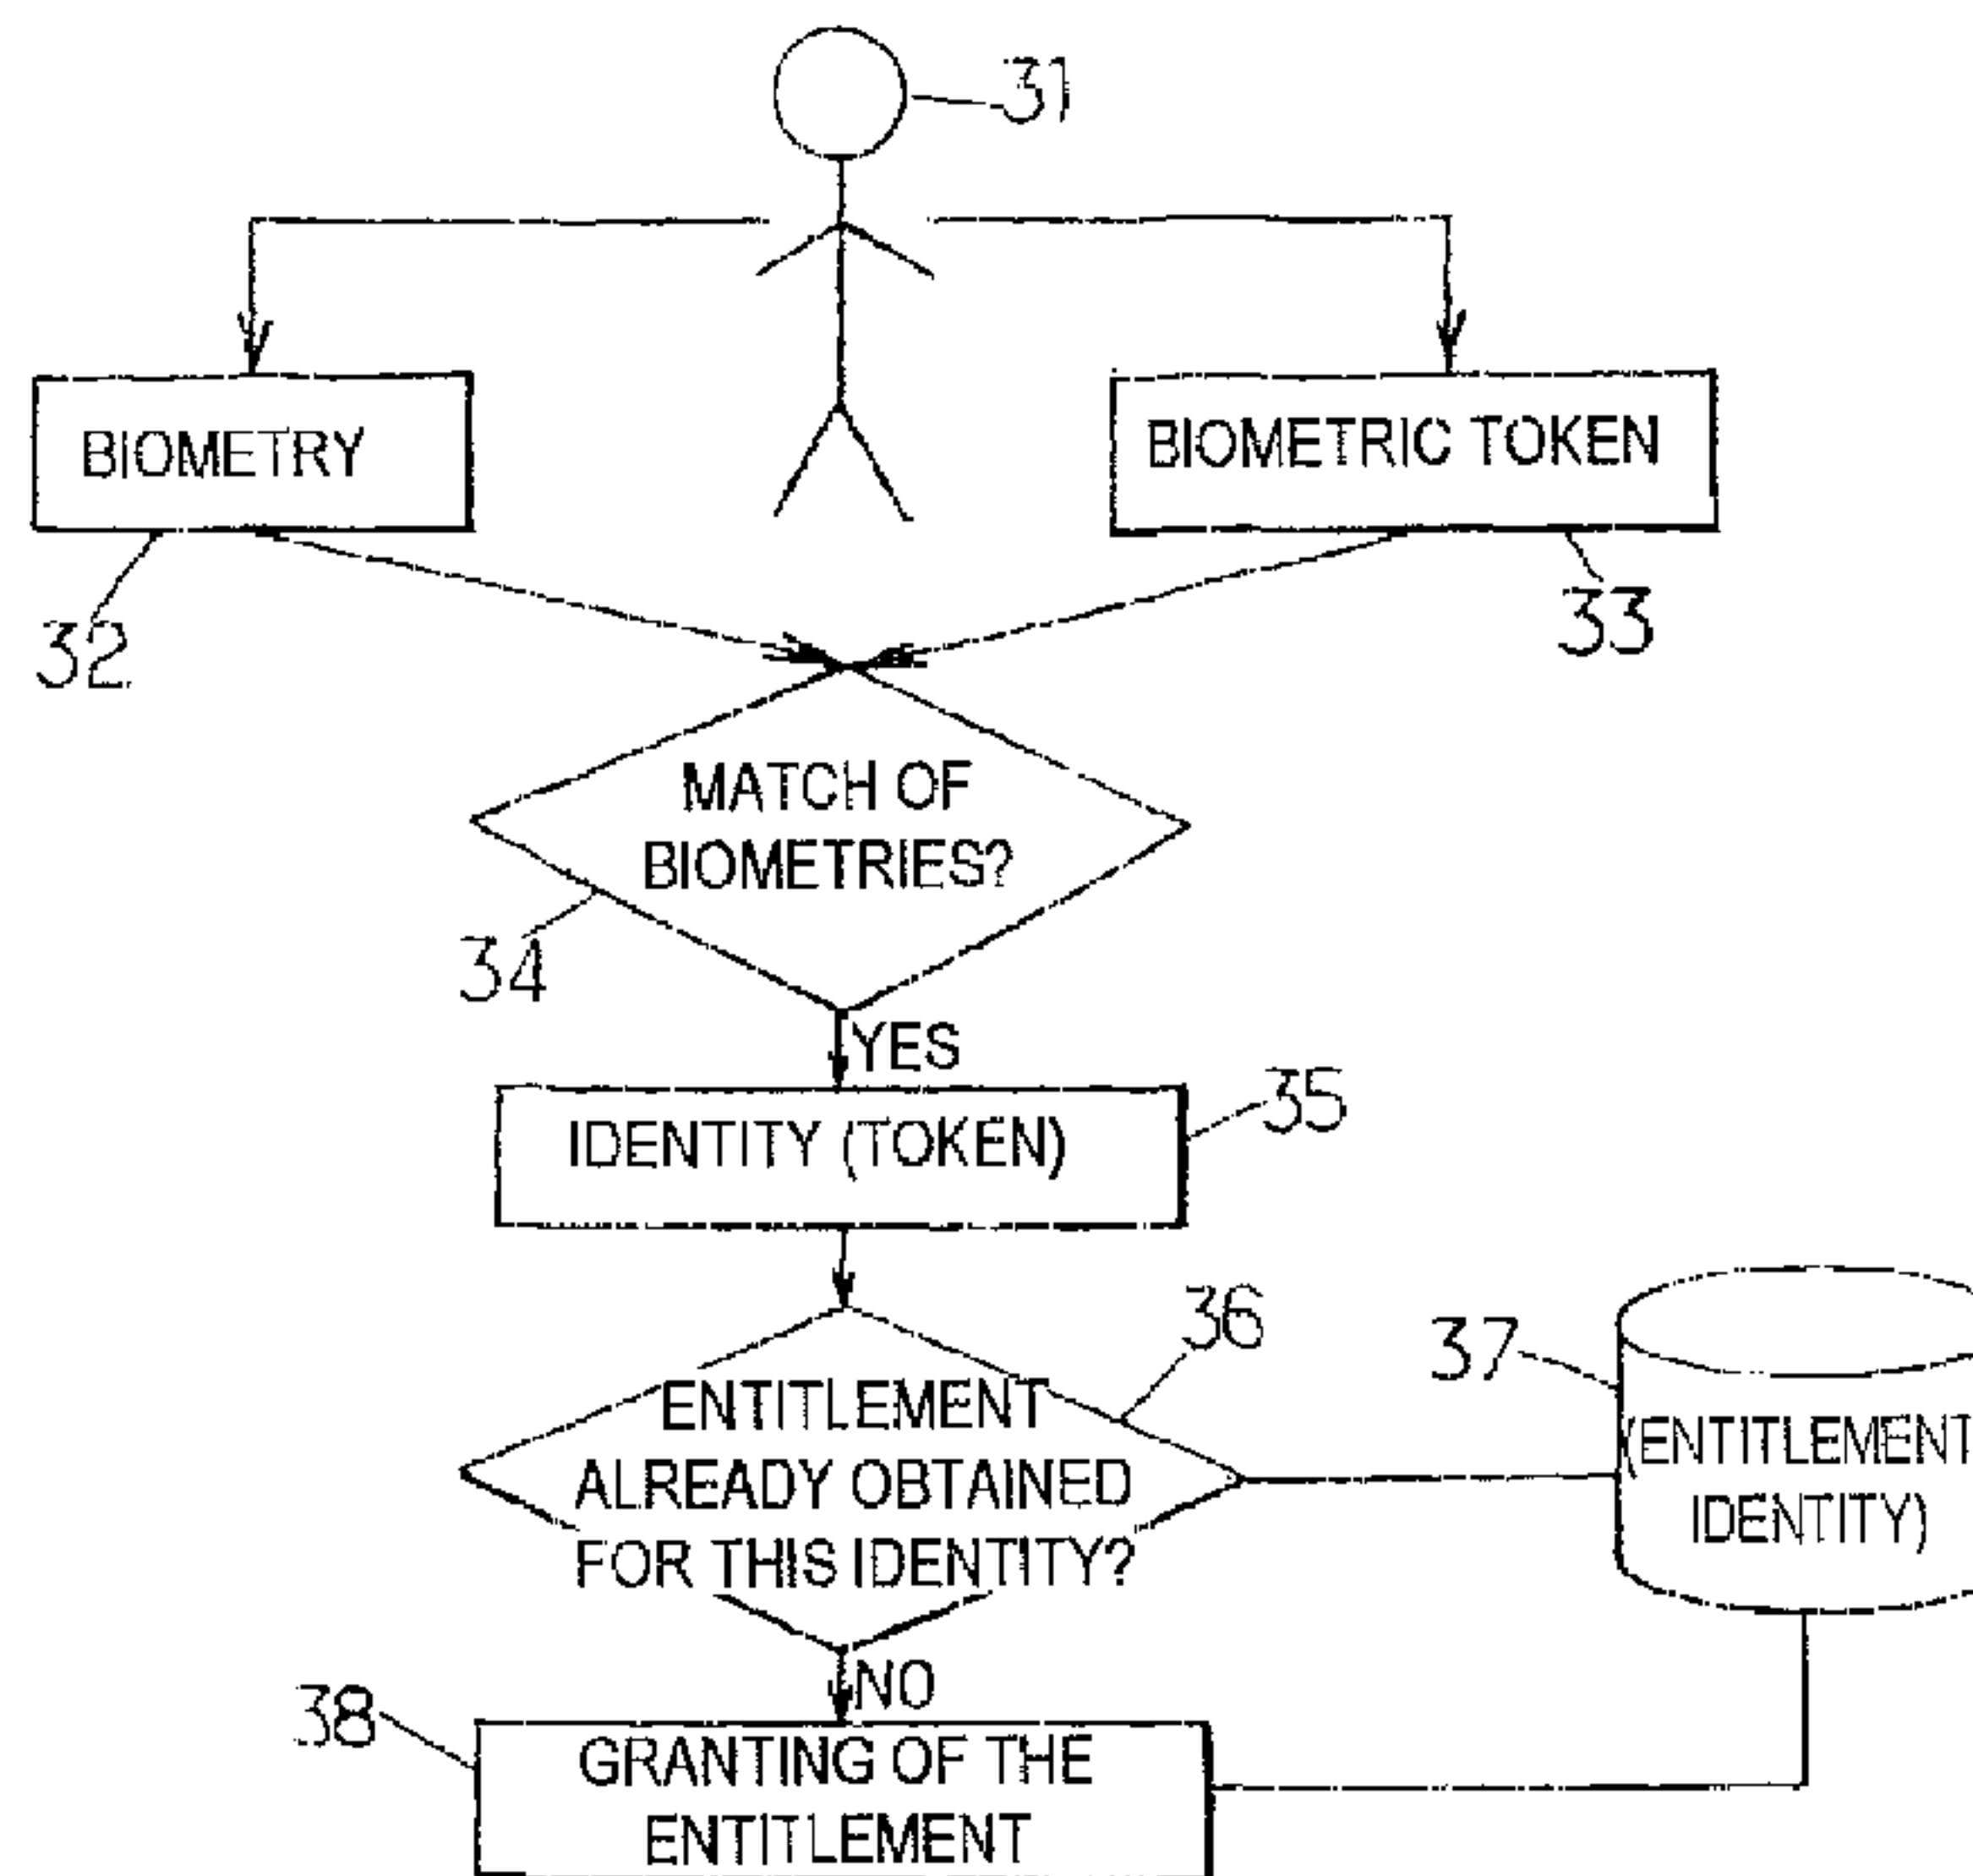 31
BIOMETRY
BIOMETRIC TOKEN
32
33
MATCH OF
BIOMETRIES?
34
YES
IDENTITY (TOKEN)
35
36
37
ENTITLEMENT
ALREADY OBTAINED
FOR THIS IDENTITY?
(ENTITLEMENT
IDENTITY)
NO
38
GRANTING OF THE
ENTITLEMENT